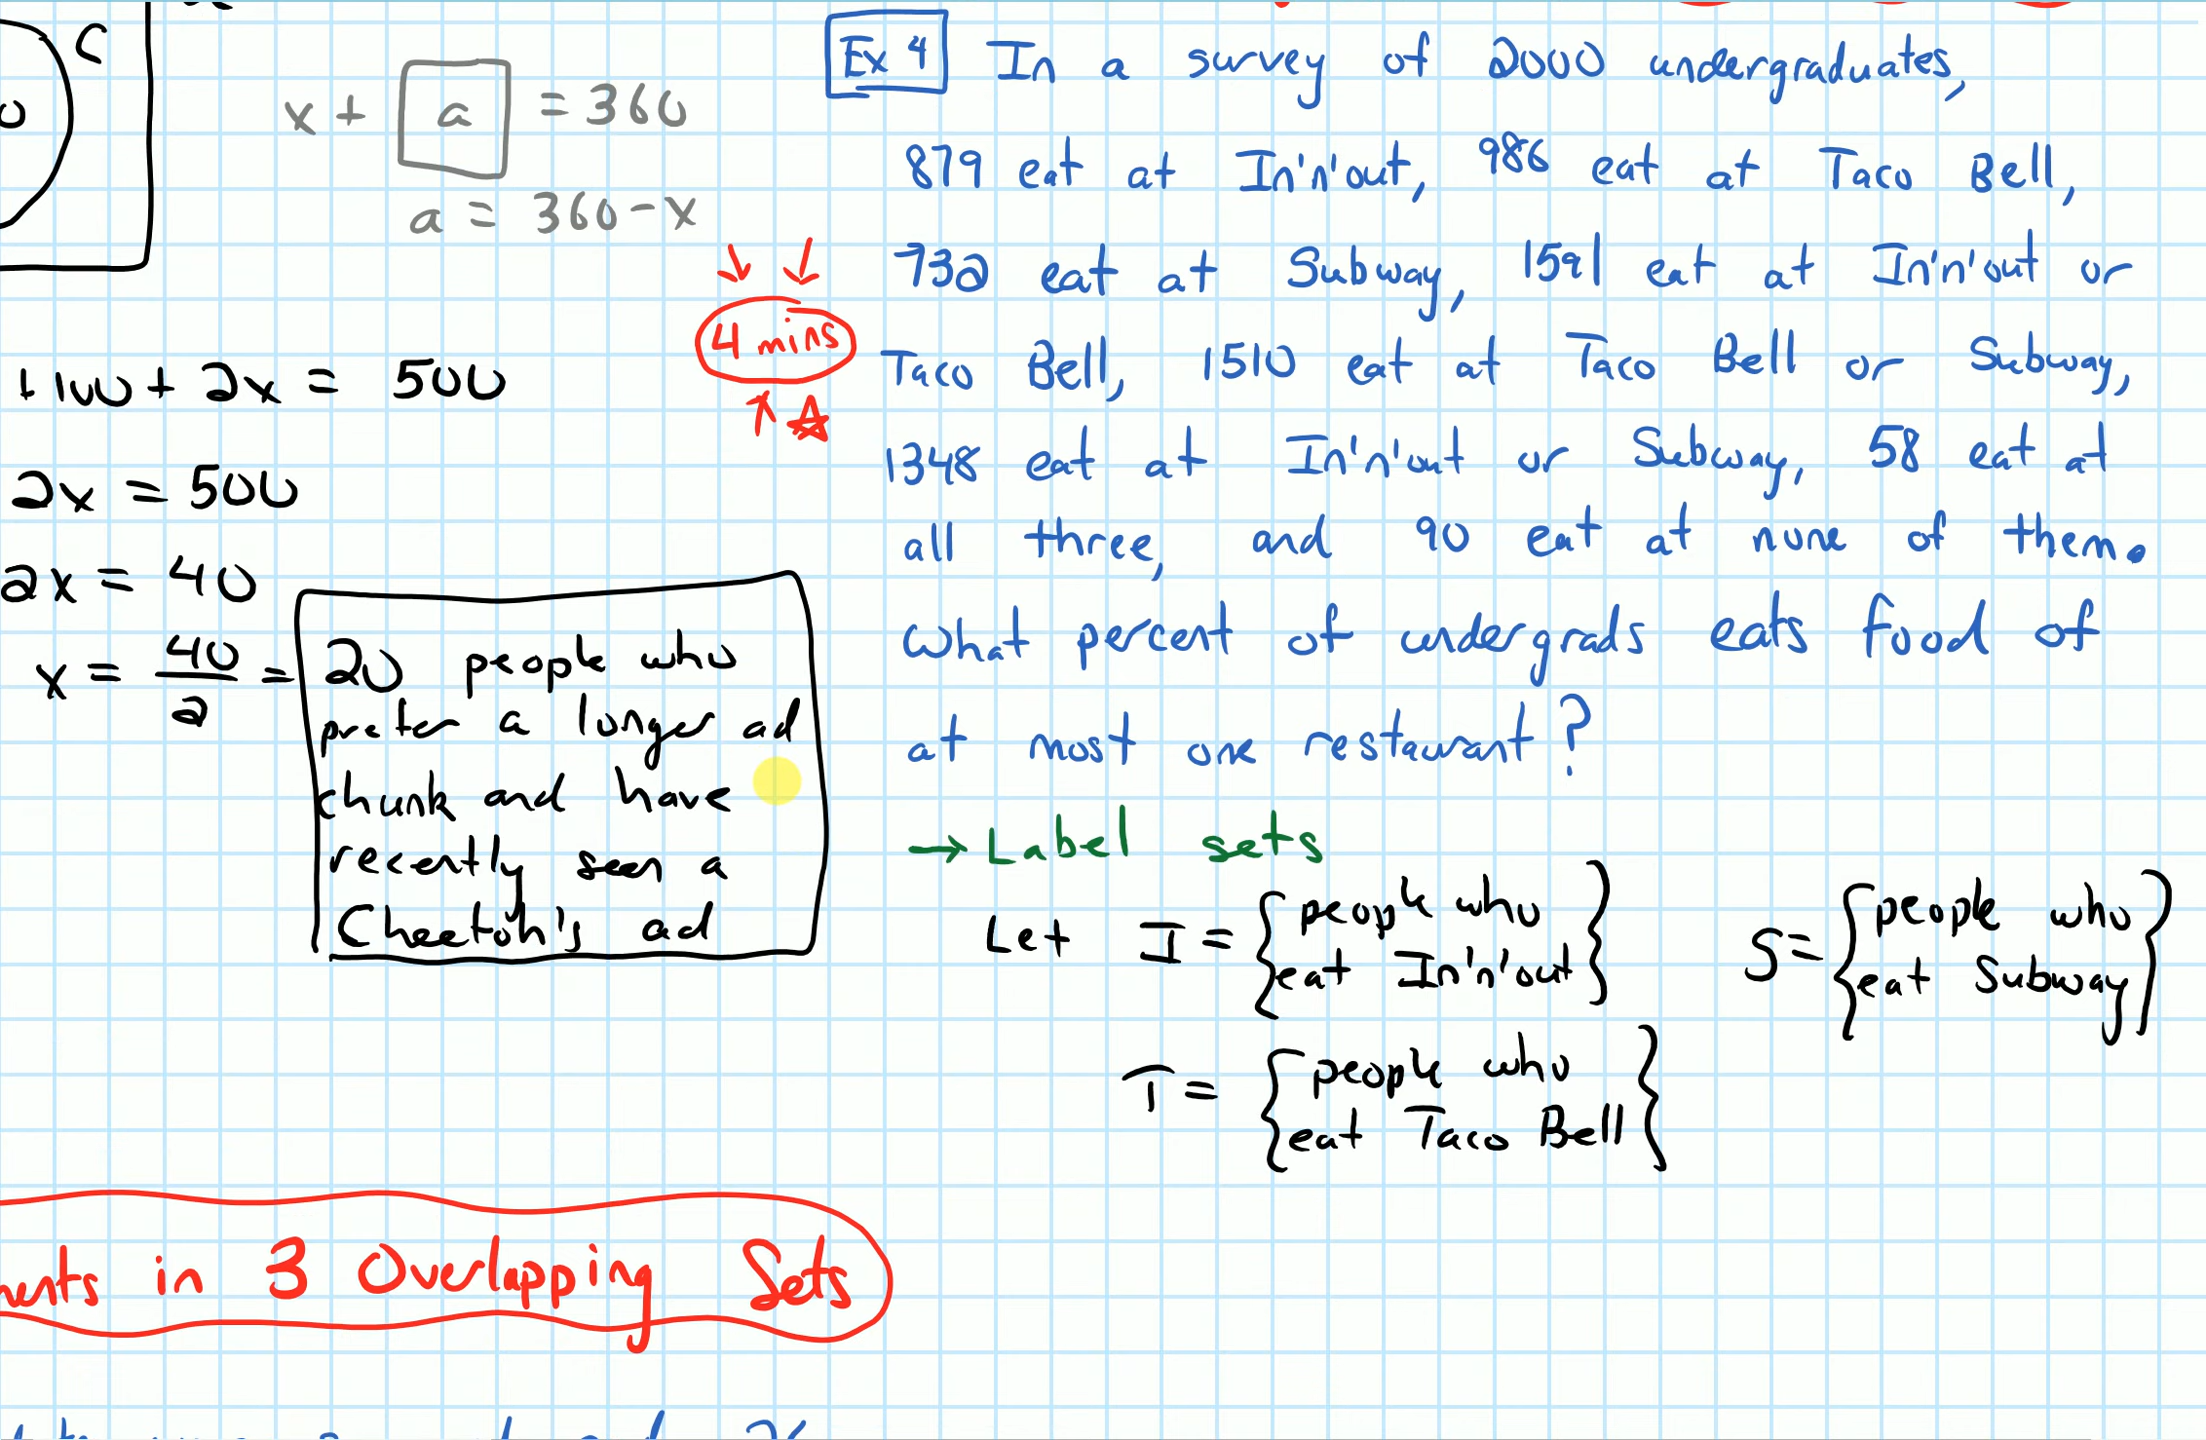 C
x + a = 360
a = 360 - x
+ 100 + 2x = 500
2x = 500
2x = 40
x = 40/2 = 20 people who
prefer a longer ad
chunk and have
recently seen a
Cheetoh's ad
4 mins
Ex 4 In a survey of 2000 undergraduates,
879 eat at In'n'out, 986 eat at Taco Bell,
732 eat at Subway, 1591 eat at In'n'out or
Taco Bell, 1510 eat at Taco Bell or Subway,
1348 eat at In'n'out or Subway, 58 eat at
all three, and 90 eat at none of them.
What percent of undergrads eats food of
at most one restaurant?
→ Label sets
Let I = {people who
eat In'n'out}
S = {people who
eat Subway}
T = {people who
eat Taco Bell}
ments in 3 Overlapping Sets